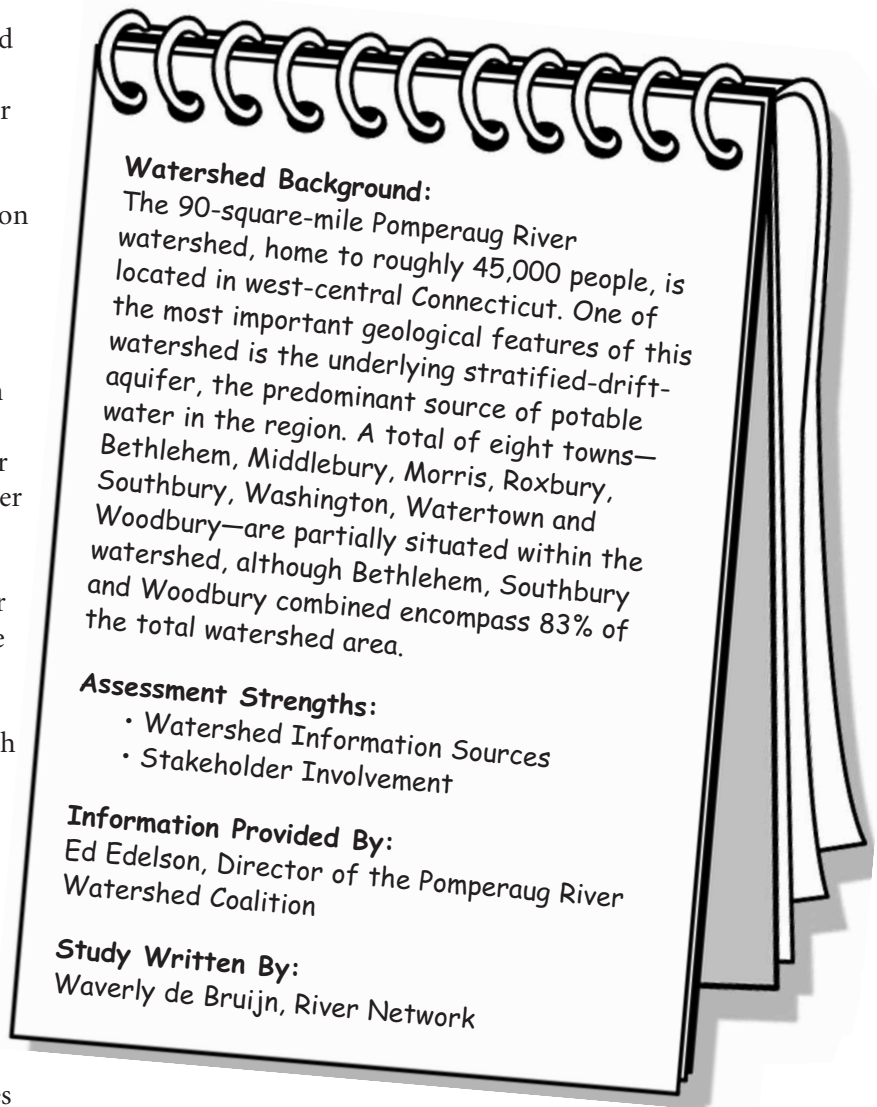 d
r
on
n
r
er
r
e
h
es
Watershed Background:
The 90-square-mile Pomperaug River
watershed, home to roughly 45,000 people, is
located in west-central Connecticut. One of
the most important geological features of this
watershed is the underlying stratified-drift-
aquifer, the predominant source of potable
water in the region. A total of eight towns—
Bethlehem, Middlebury, Morris, Roxbury,
Southbury, Washington, Watertown and
Woodbury—are partially situated within the
watershed, although Bethlehem, Southbury
and Woodbury combined encompass 83% of
the total watershed area.
Assessment Strengths:
• Watershed Information Sources
• Stakeholder Involvement
Information Provided By:
Ed Edelson, Director of the Pomperaug River
Watershed Coalition
Study Written By:
Waverly de Bruijn, River Network